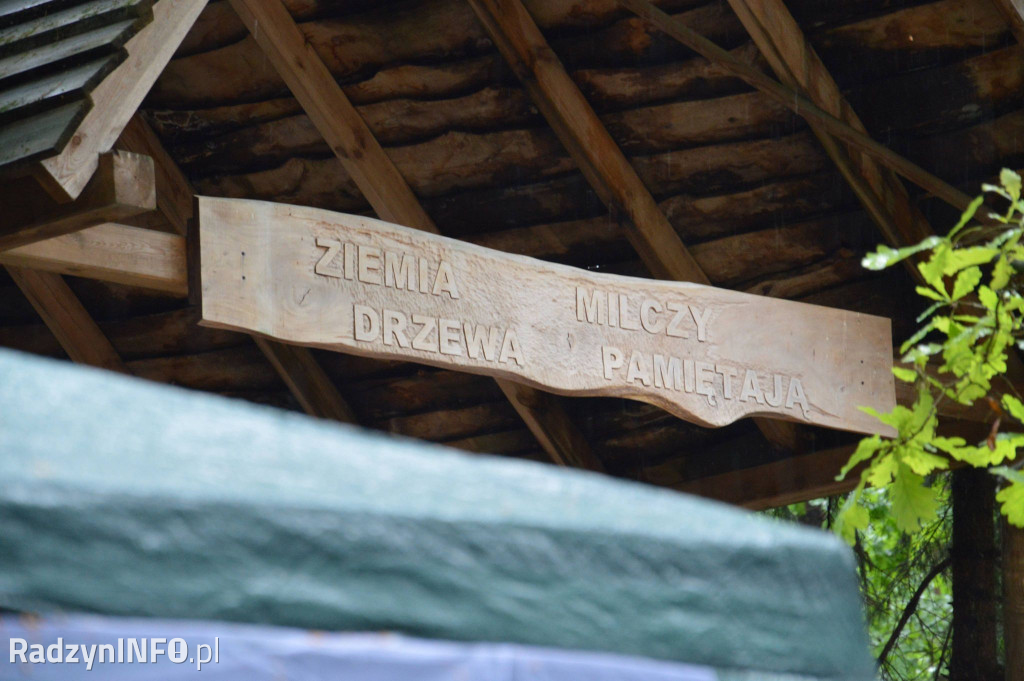 ZIEMIA MILCZY
DRZEWA PAMIĘTAJĄ
RadzynINFO.pl